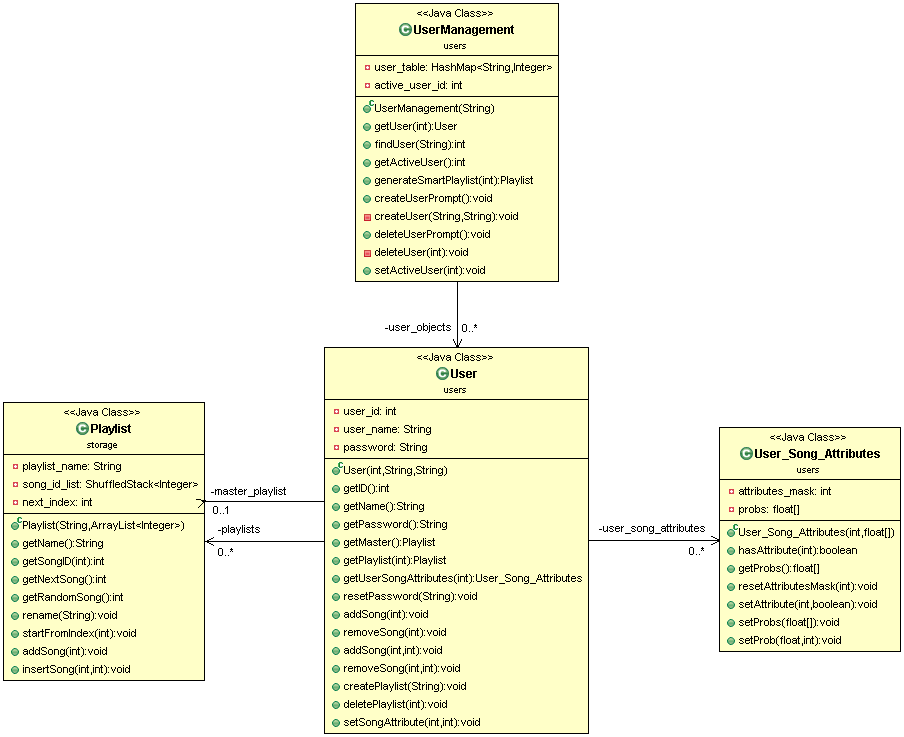 <<Java Class>>
UserManagement
users
user_table: HashMap<String,Integer>
active_user_id: int
UserManagement(String)
getUser(int):User
findUser(String):int
getActiveUser():int
generateSmartPlaylist(int):Playlist
createUserPrompt():void
createUser(String,String):void
deleteUserPrompt():void
deleteUser(int):void
setActiveUser(int):void
-user_objects 0..*
<<Java Class>>
User
users
user_id: int
user_name: String
password: String
User(int,String,String)
getID():int
getName():String
getPassword():String
getMaster():Playlist
getPlaylist(int):Playlist
getUserSongAttributes(int):User_Song_Attributes
resetPassword(String):void
addSong(int):void
removeSong(int):void
addSong(int,int):void
removeSong(int,int):void
createPlaylist(String):void
deletePlaylist(int):void
setSongAttribute(int,int):void
<<Java Class>>
Playlist
storage
playlist_name: String
song_id_list: ShuffledStack<Integer>
next_index: int
Playlist(String,ArrayList<Integer>)
getName():String
getSongID(int):int
getNextSong():int
getRandomSong():int
rename(String):void
startFromIndex(int):void
addSong(int):void
insertSong(int,int):void
-master_playlist
0..1
-playlists
0..*
-user_song_attributes
0..*
<<Java Class>>
User_Song_Attributes
users
attributes_mask: int
probs: float[]
User_Song_Attributes(int,float[])
hasAttribute(int):boolean
getProbs():float[]
resetAttributesMask(int):void
setAttribute(int,boolean):void
setProbs(float[]):void
setProb(float,int):void